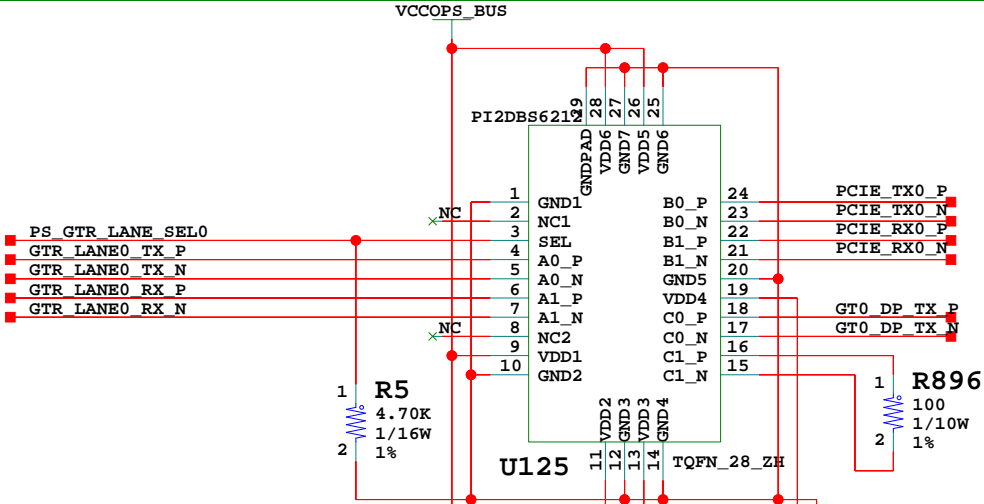 VCCOPS_BUS
PI2DBS6212
29
28
27
26
25
GNDPAD
VDD6
GND7
VDD5
GND6
1 GND1
NC 2 NC1
PS_GTR_LANE_SEL0 3 SEL
GTR_LANE0_TX_P 4 A0_P
GTR_LANE0_TX_N 5 A0_N
GTR_LANE0_RX_P 6 A1_P
GTR_LANE0_RX_N 7 A1_N
NC 8 NC2
9 VDD1
10 GND2
B0_P 24 PCIE_TX0_P
B0_N 23 PCIE_TX0_N
B1_P 22 PCIE_RX0_P
B1_N 21 PCIE_RX0_N
GND5 20
VDD4 19
C0_P 18 GT0_DP_TX_P
C0_N 17 GT0_DP_TX_N
C1_P 16
C1_N 15
1 R5
4.70K
1/16W
2 1%
1 R896
100
1/10W
2 1%
VDD2
GND3
VDD3
GND4
11
12
13
14
U125
TQFN_28_ZH